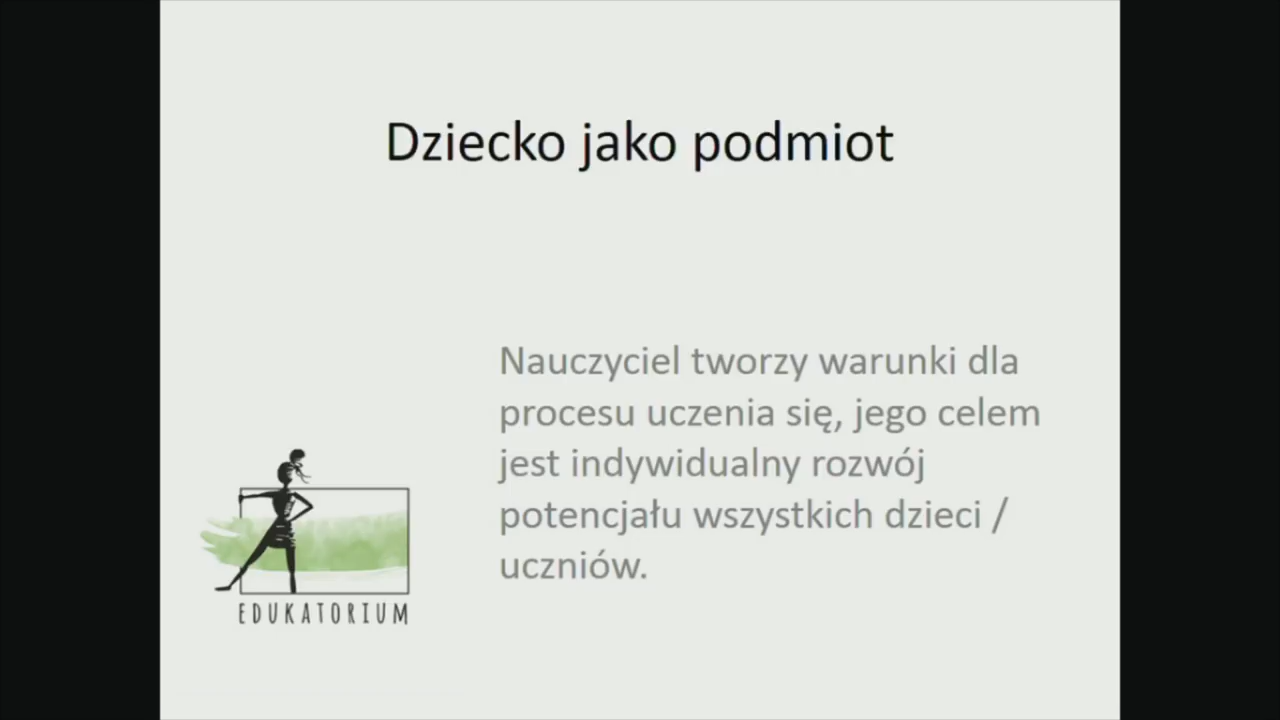 Dziecko jako podmiot
Nauczyciel tworzy warunki dla
procesu uczenia się, jego celem
jest indywidualny rozwój
potencjału wszystkich dzieci /
uczniów.
EDUKATORIUM